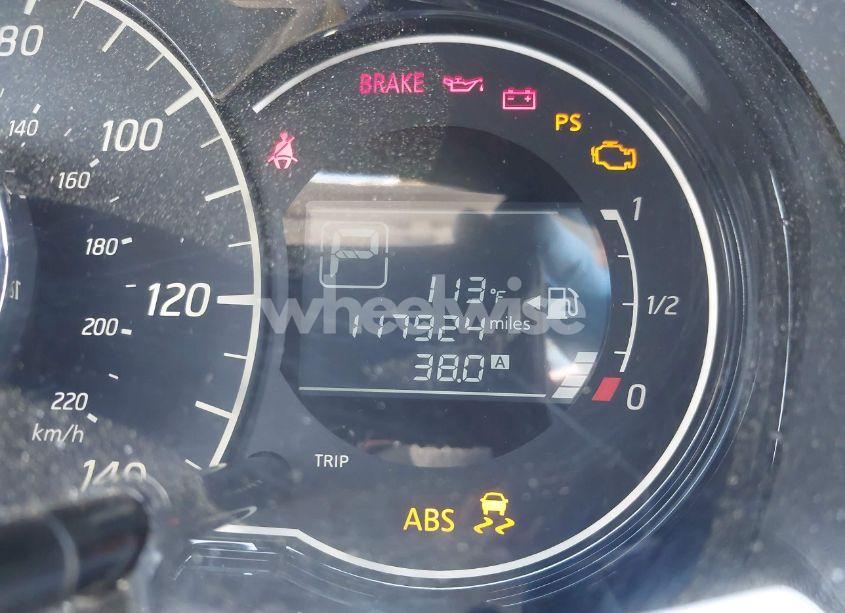 80
BRAKE
PS
140
100
160
1
P
180
113°F
120
117924 miles
1/2
200
38.0 A
0
220
km/h
140
TRIP
ABS
wheelwise